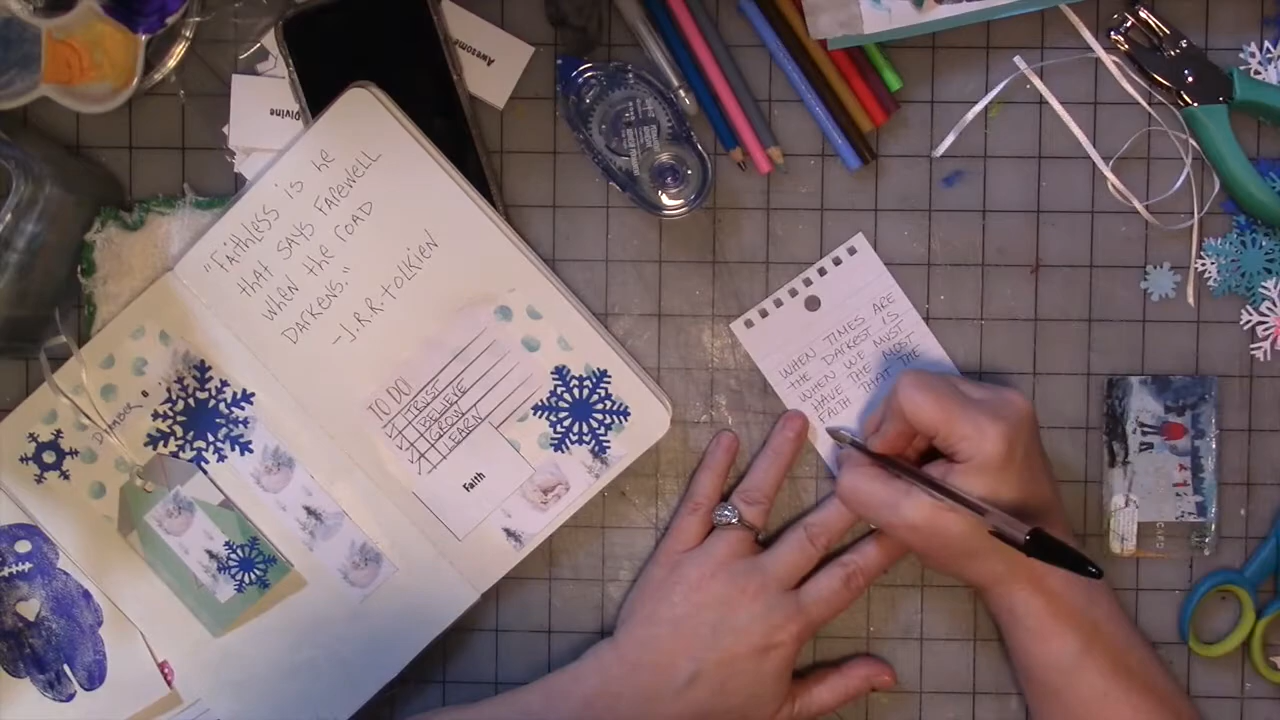 Awesome
givine
"FAithLess is he
that SAYS FAREWELL
WHEN the roAD
DArKENS."
-J.R.R. TOLKiEN
TO DO!
TRUST
BELIEVE
GROW
LEARN
Faith
WHEN TIMES ARE
the DARKEST IS
WHEN WE MUST
HAVE THE MOST
FAITH THAT THE